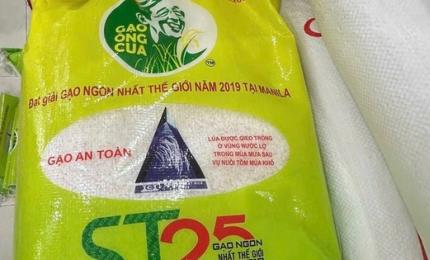 GẠO
ÔNG
CUA
TM
Đạt giải GẠO NGON NHẤT THẾ GIỚI NĂM 2019 TẠI MANILA
GẠO AN TOÀN
LÚA ĐƯỢC GIEO TRỒNG
Ở VÙNG NƯỚC LỢ
TRONG MÙA MƯA SAU
VỤ NUÔI TÔM MÙA KHÔ
ST25
GẠO NGON
NHẤT THẾ GIỚI